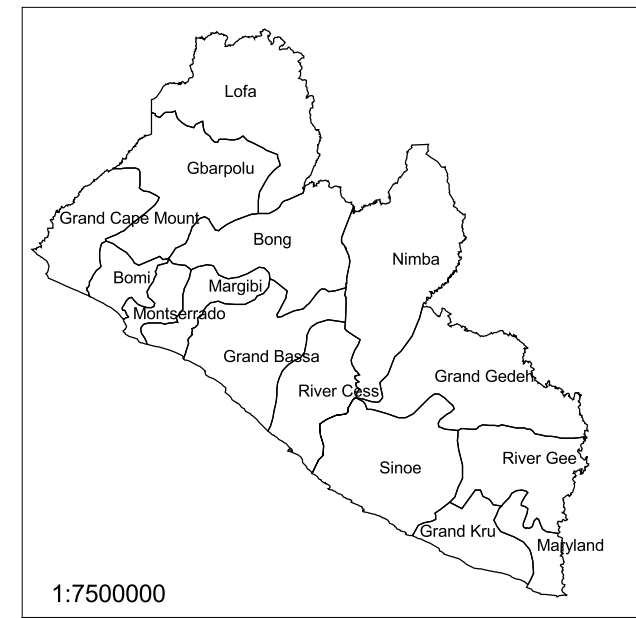 Lofa
Gbarpolu
Grand Cape Mount
Bong
Nimba
Bomi
Margibi
Montserrado
Grand Bassa
Grand Gedeh
River Cess
River Gee
Sinoe
Grand Kru
Maryland
1:7500000